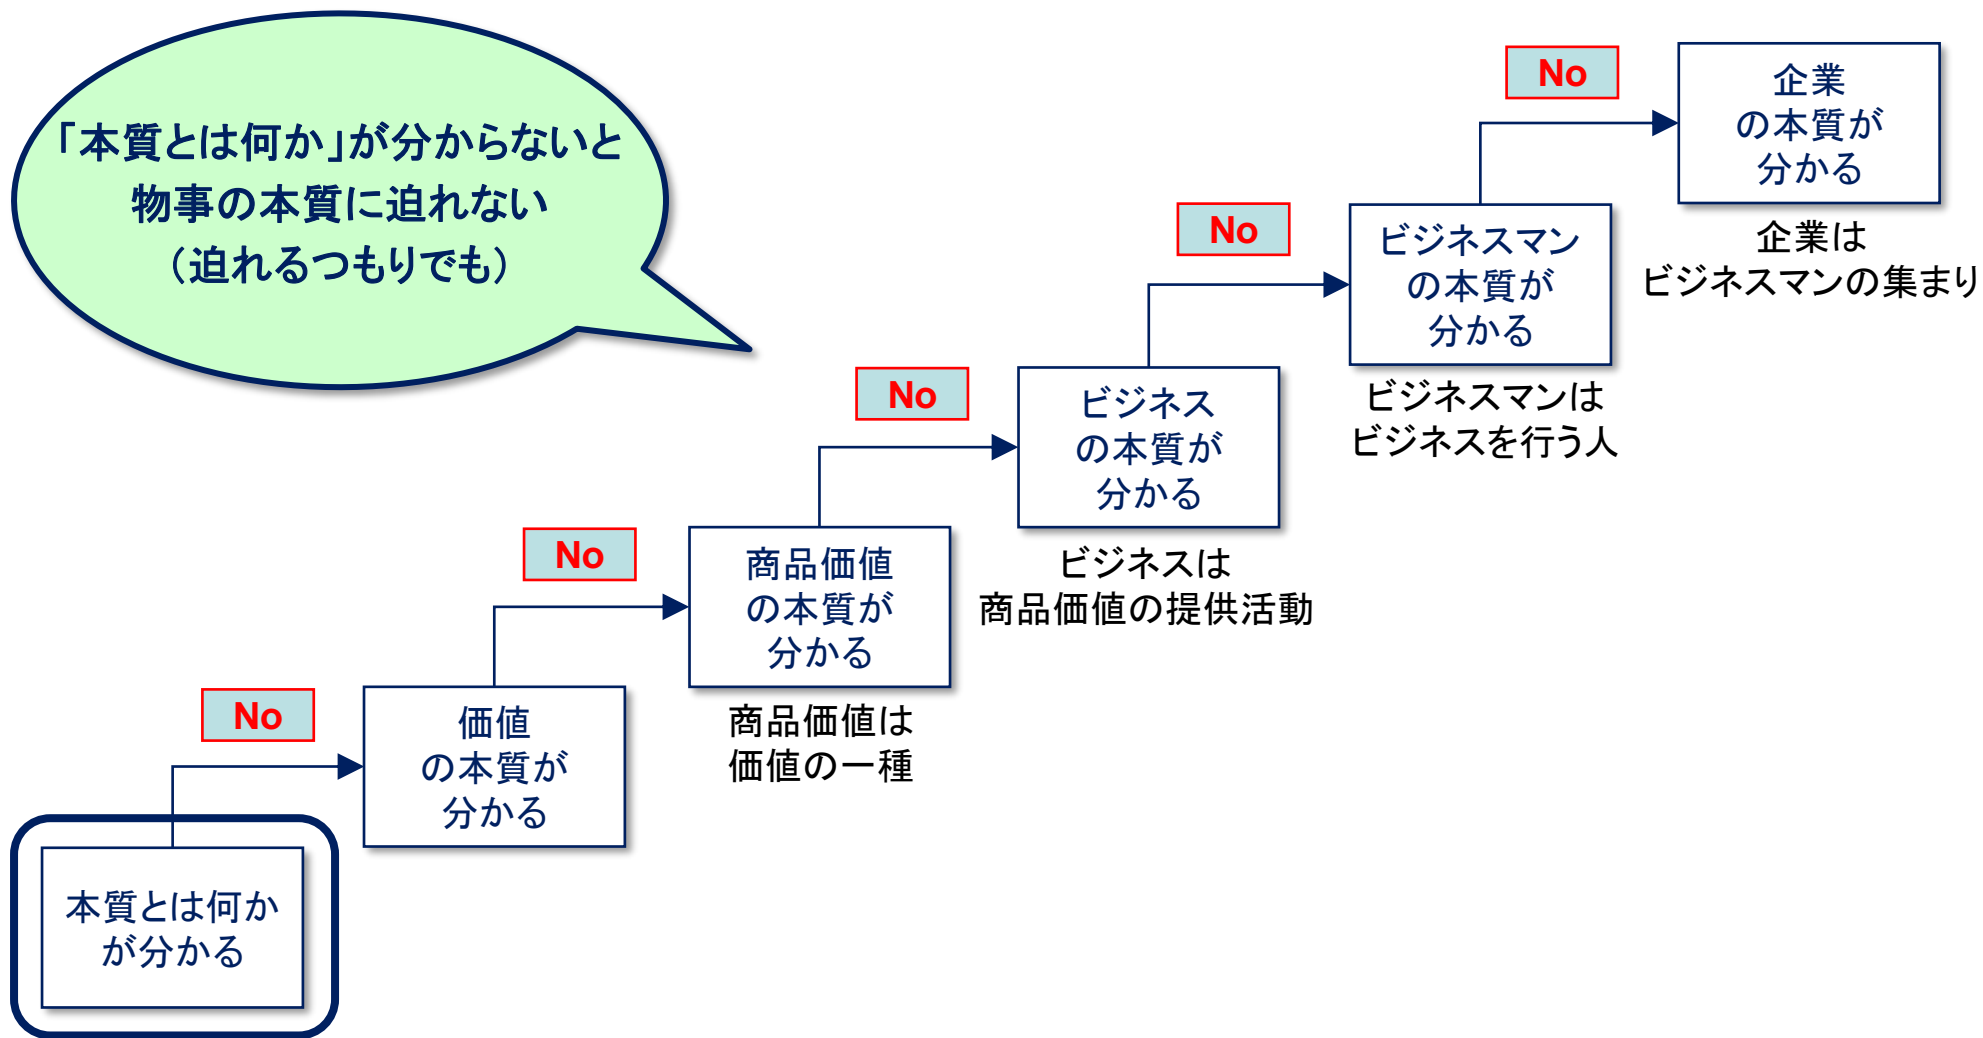 「本質とは何か」が分からないと
物事の本質に迫れない
（迫れるつもりでも）
No
企業
の本質が
分かる
企業は
ビジネスマンの集まり
No
ビジネスマン
の本質が
分かる
ビジネスマンは
ビジネスを行う人
No
ビジネス
の本質が
分かる
ビジネスは
商品価値の提供活動
No
商品価値
の本質が
分かる
商品価値は
価値の一種
No
価値
の本質が
分かる
本質とは何か
が分かる